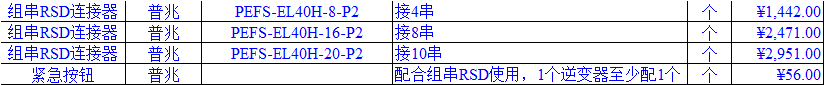 组串RSD连接器 普兆 PEFS-EL40H-8-P2 接4串 个 ¥1,442.00
组串RSD连接器 普兆 PEFS-EL40H-16-P2 接8串 个 ¥2,471.00
组串RSD连接器 普兆 PEFS-EL40H-20-P2 接10串 个 ¥2,951.00
紧急按钮 普兆 配合组串RSD使用，1个逆变器至少配1个 个 ¥56.00